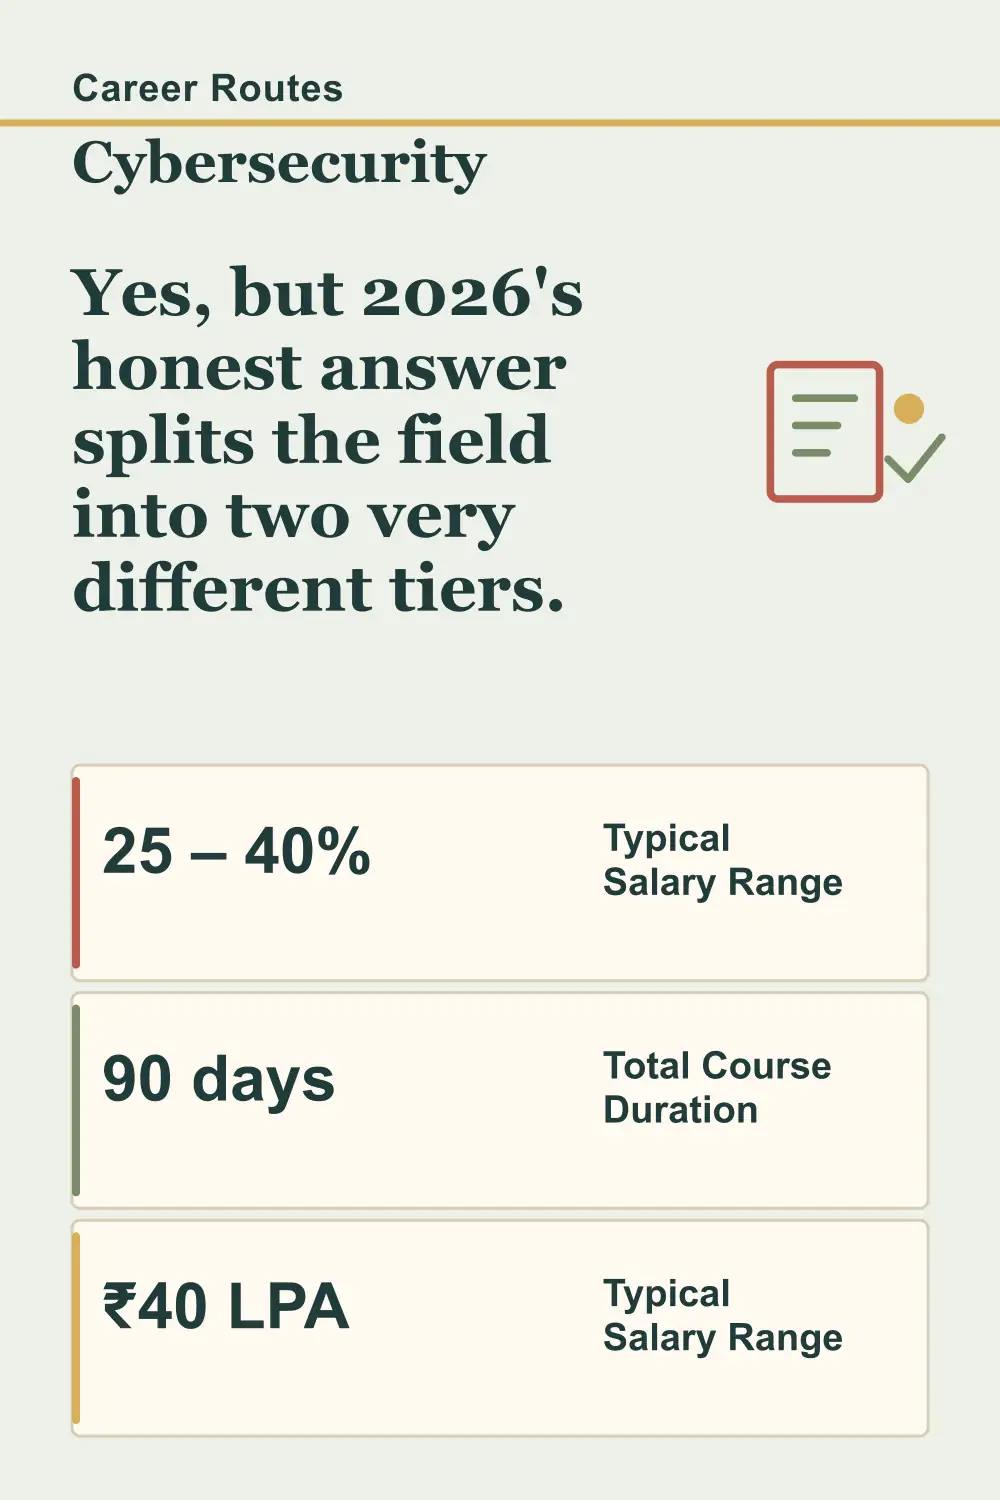 Career Routes
Cybersecurity
Yes, but 2026's
honest answer
splits the field
into two very
different tiers.
25 – 40%
Typical
Salary Range
90 days
Total Course
Duration
₹40 LPA
Typical
Salary Range